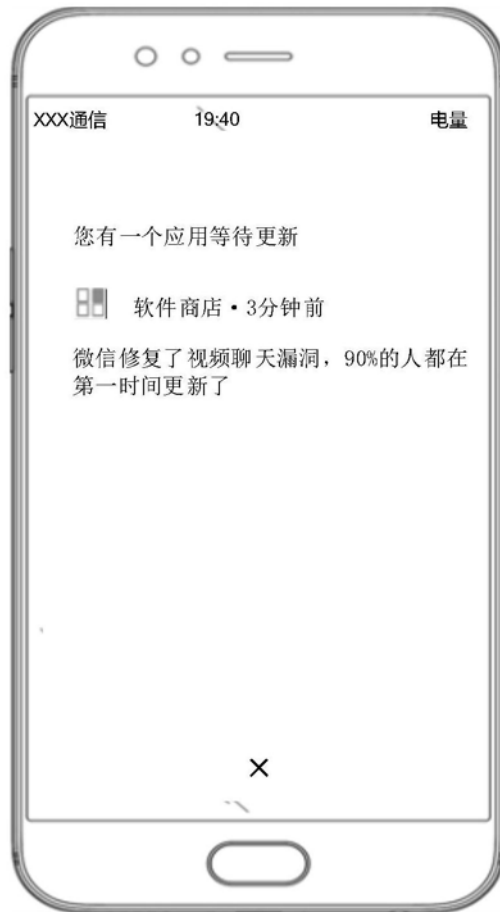 XXX通信 19:40 电量
您有一个应用等待更新
软件商店·3分钟前
微信修复了视频聊天漏洞，90%的人都在
第一时间更新了